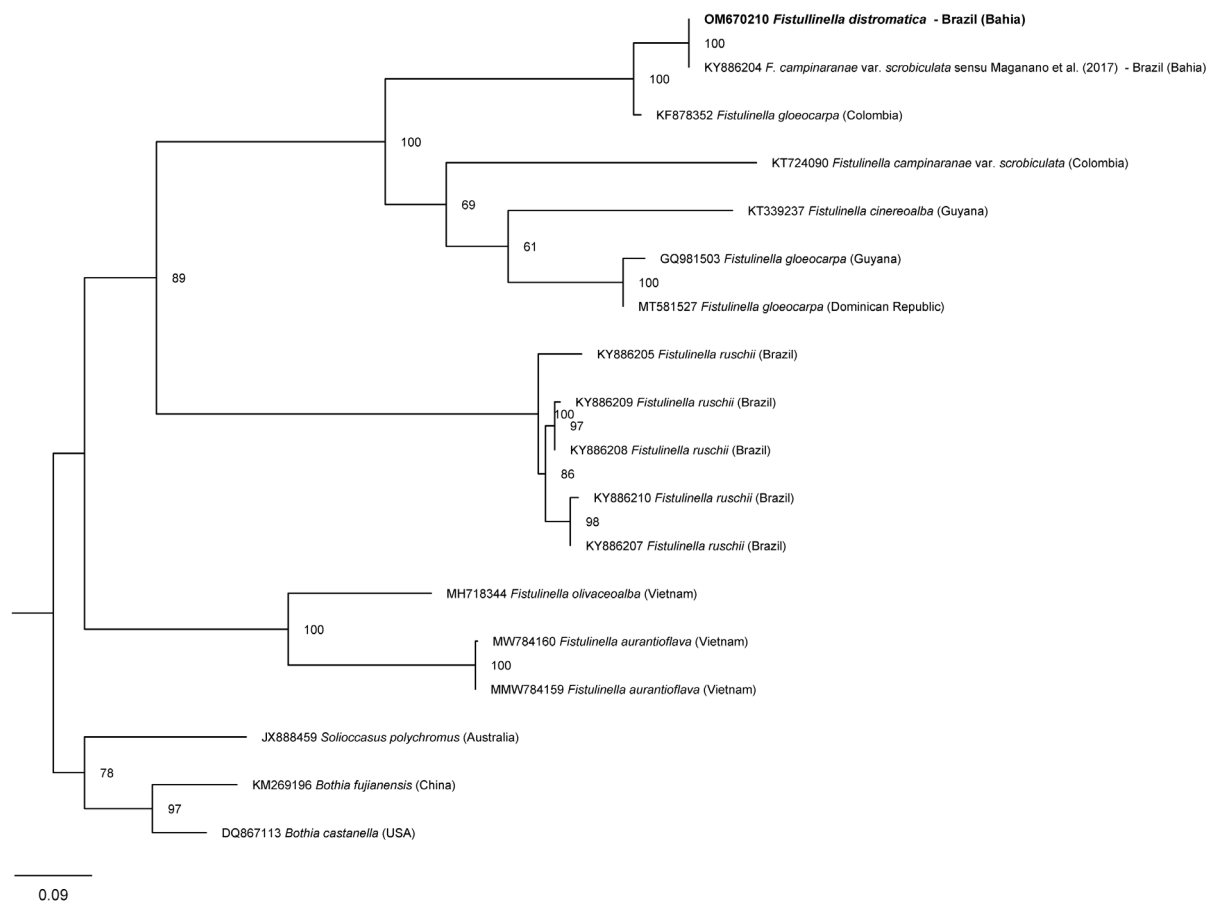 OM670210 Fistullinella distromatica - Brazil (Bahia)
100
KY886204 F. campinaranae var. scrobiculata sensu Maganano et al. (2017) - Brazil (Bahia)
100
KF878352 Fistulinella gloeocarpa (Colombia)
100
KT724090 Fistulinella campinaranae var. scrobiculata (Colombia)
69
KT339237 Fistulinella cinereoalba (Guyana)
61
GQ981503 Fistulinella gloeocarpa (Guyana)
89
100
MT581527 Fistulinella gloeocarpa (Dominican Republic)
KY886205 Fistulinella ruschii (Brazil)
KY886209 Fistulinella ruschii (Brazil)
100
97
KY886208 Fistulinella ruschii (Brazil)
86
KY886210 Fistulinella ruschii (Brazil)
98
KY886207 Fistulinella ruschii (Brazil)
MH718344 Fistulinella olivaceoalba (Vietnam)
100
MW784160 Fistulinella aurantioflava (Vietnam)
100
MMW784159 Fistulinella aurantioflava (Vietnam)
JX888459 Solioccasus polychromus (Australia)
78
KM269196 Bothia fujianensis (China)
97
DQ867113 Bothia castanella (USA)
0.09